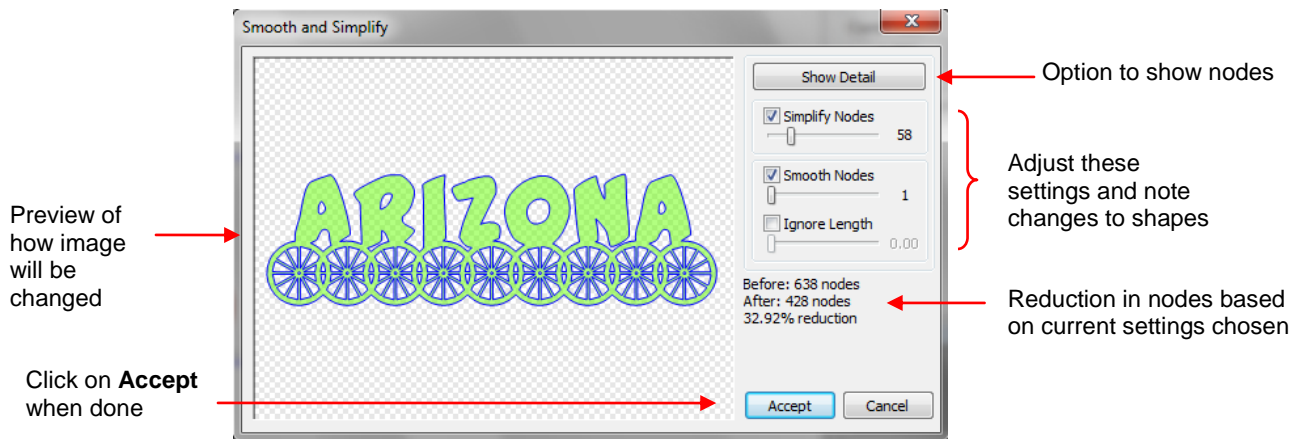 Smooth and Simplify
Show Detail
Option to show nodes
Simplify Nodes
58
Smooth Nodes
1
Ignore Length
0.00
Adjust these
settings and note
changes to shapes
Preview of
how image
will be
changed
ARIZONA
Before: 638 nodes
After: 428 nodes
32.92% reduction
Reduction in nodes based
on current settings chosen
Click on Accept
when done
Accept
Cancel